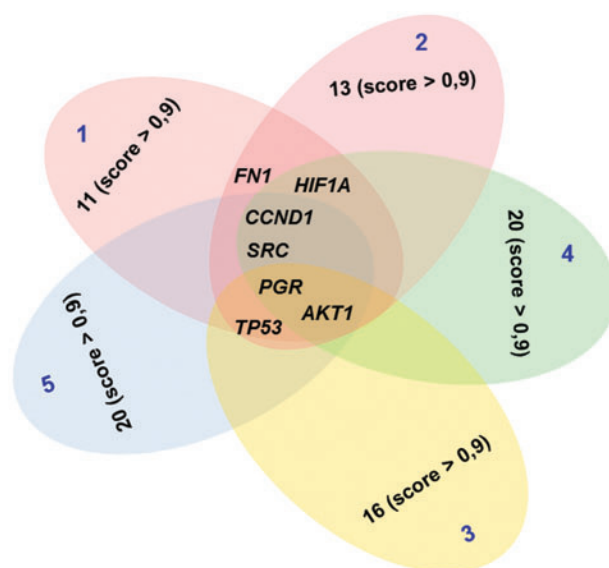 1
11 (score > 0,9)
2
13 (score > 0,9)
FN1
HIF1A
CCND1
SRC
PGR
AKT1
TP53
4
20 (score > 0,9)
5
20 (score > 0,9)
16 (score > 0,9)
3